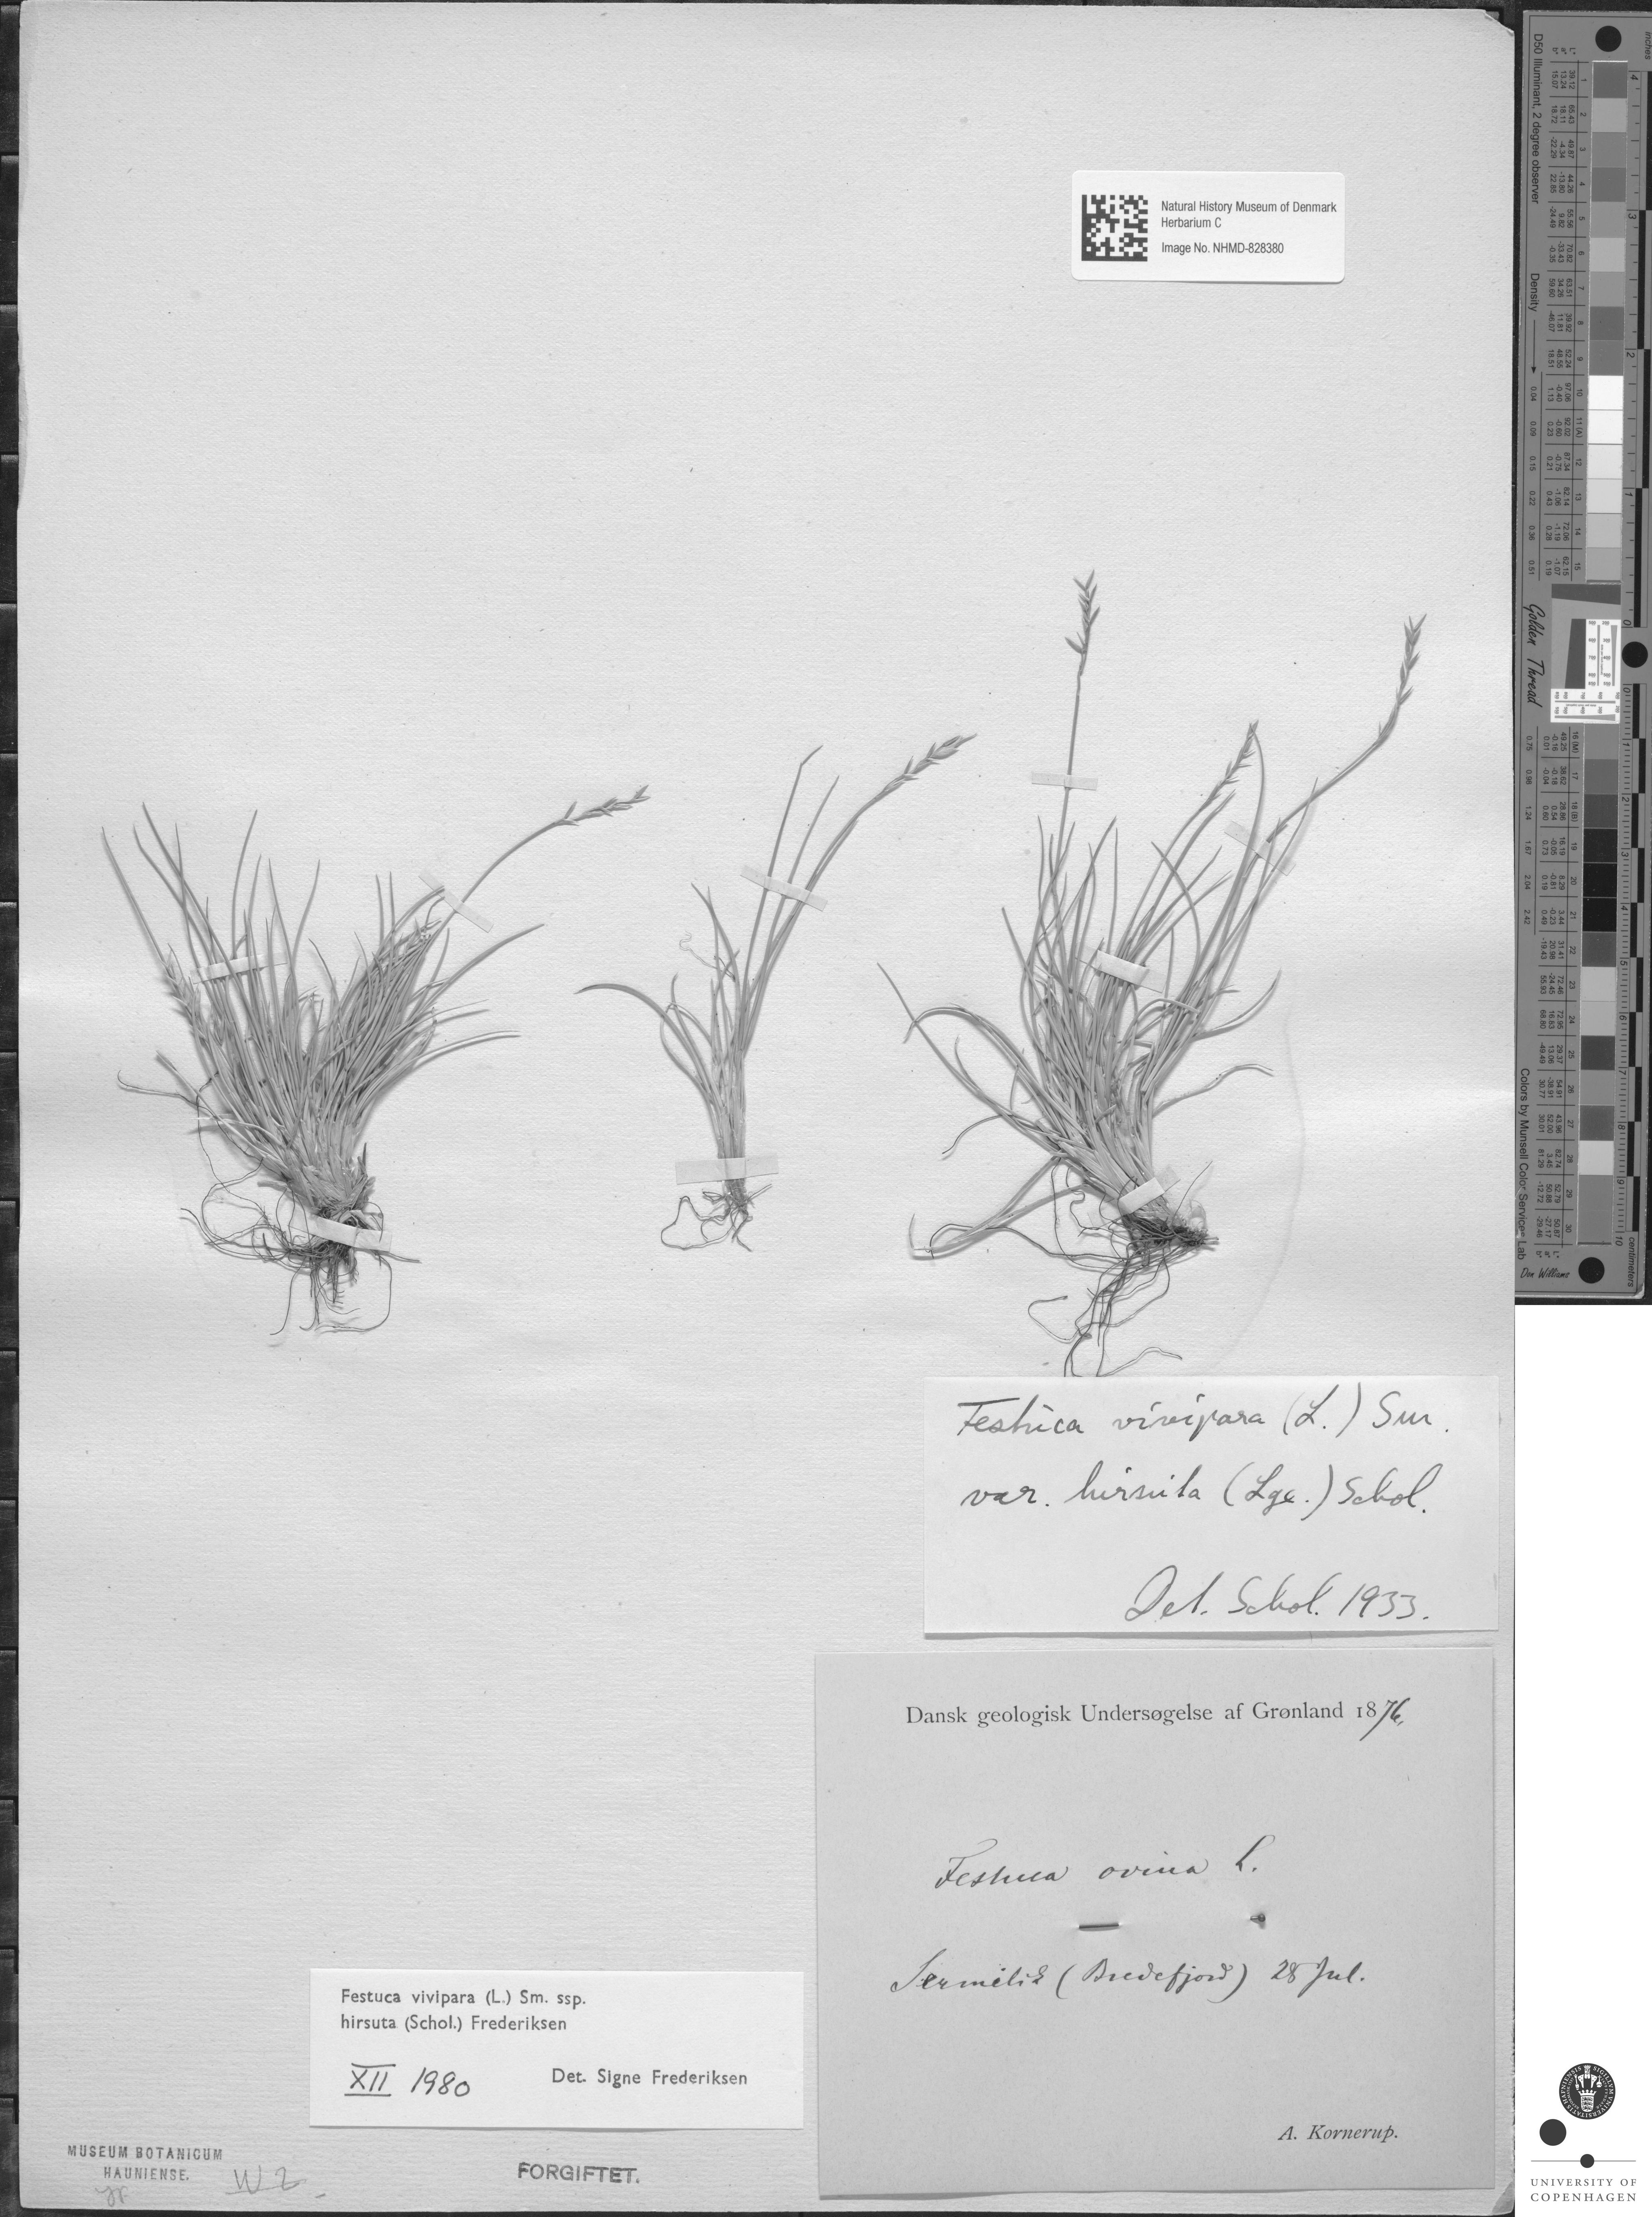 Natural History Museum of Denmark
Herbarium C
Image No. NHMD-828380
Festuca vivipara (L.) Sm.
var. hirsuta (Lge.) Schol.
Det. Schol. 1933.
Dansk geologisk Undersøgelse af Grønland 1876.
Festuca ovina L.
Sermilik (Bredefjord) 28 Jul.
A. Kornerup.
Festuca vivipara (L.) Sm. ssp.
hirsuta (Schol.) Frederiksen
XII 1980 Det. Signe Frederiksen
MUSEUM BOTANICUM
HAUNIENSE.
W 2
FORGIFTET.
inches
D50 Illuminant, 2 degree observer
Density
Golden Thread
Colors by Munsell Color Services Lab
centimeters
Don Williams
UNIVERSITY OF
COPENHAGEN